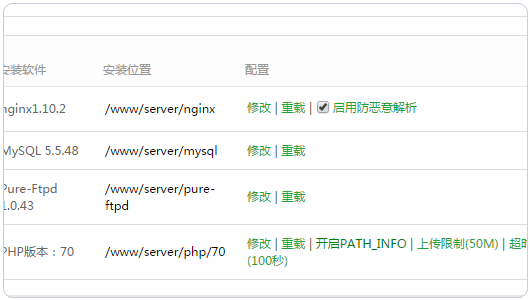 安装软件 安装位置 配置
nginx1.10.2 /www/server/nginx 修改 | 重载 | 启用防恶意解析
MySQL 5.5.48 /www/server/mysql 修改 | 重载
Pure-Ftpd /www/server/pure- 修改 | 重载
1.0.43 ftpd
PHP版本：70 /www/server/php/70 修改 | 重载 | 开启PATH_INFO | 上传限制(50M) | 超时
(100秒)